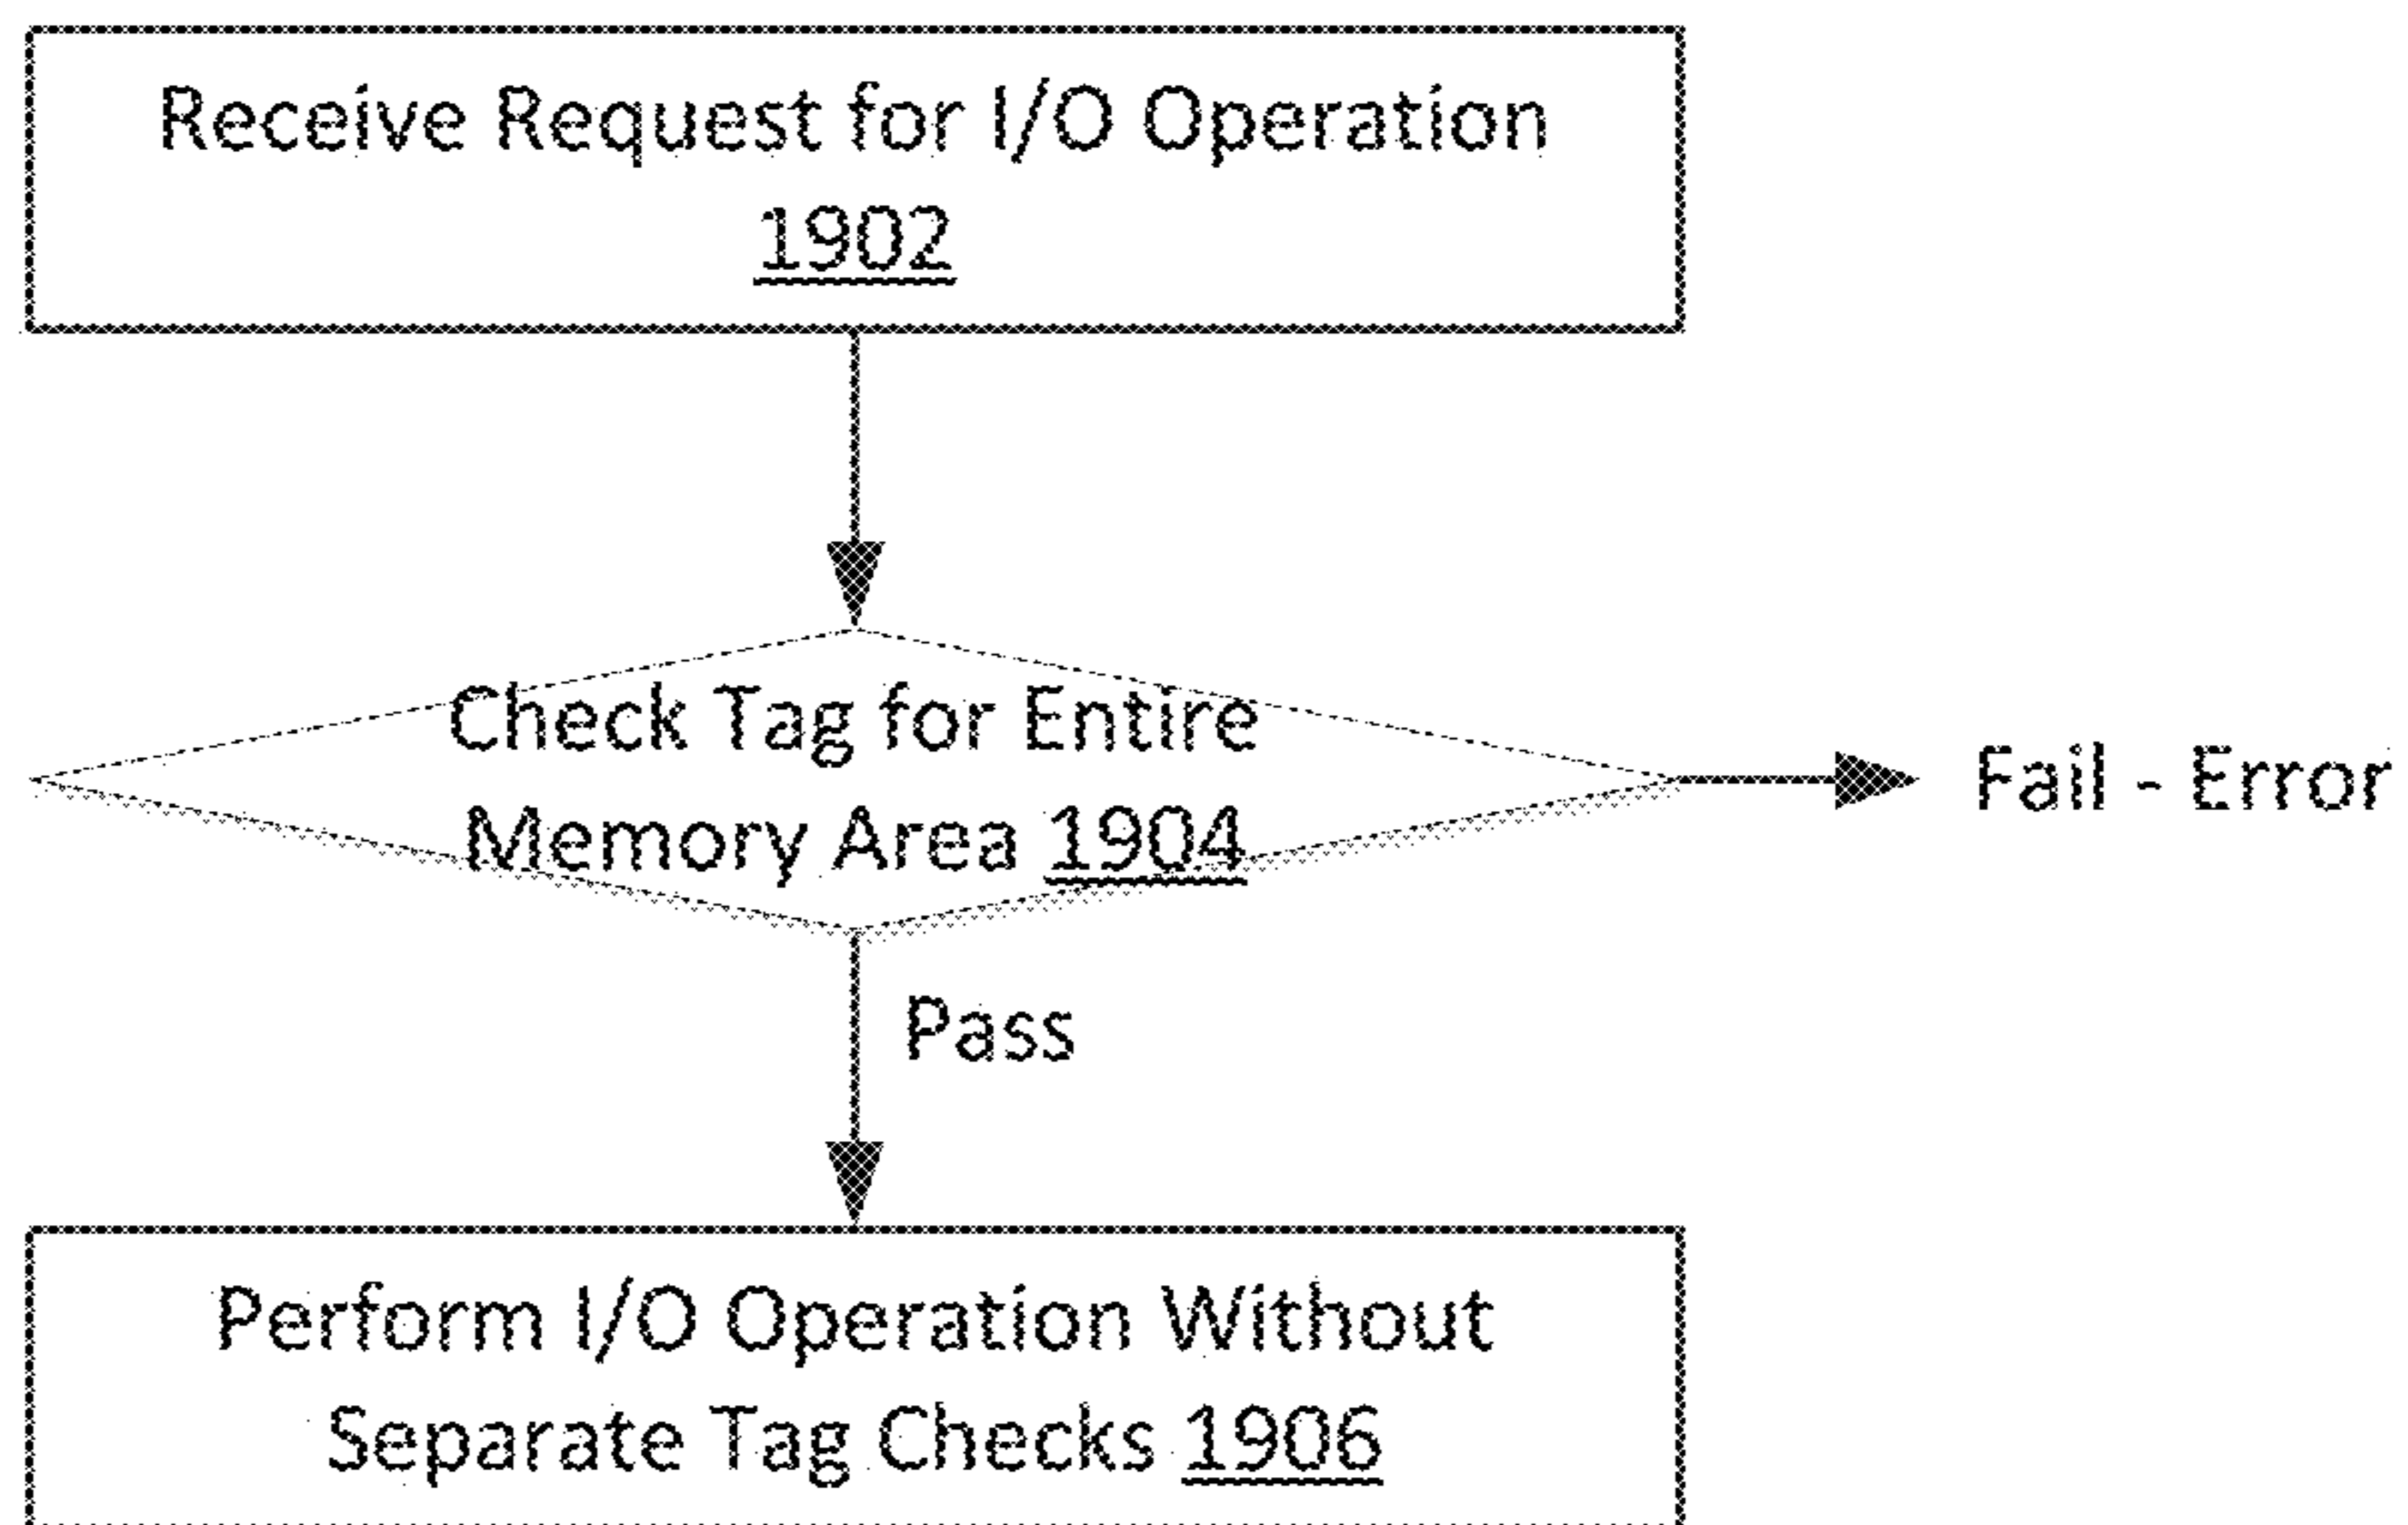 Receive Request for I/O Operation
1902
Check Tag for Entire
Memory Area 1904
Fail - Error
Pass
Perform I/O Operation Without
Separate Tag Checks 1906